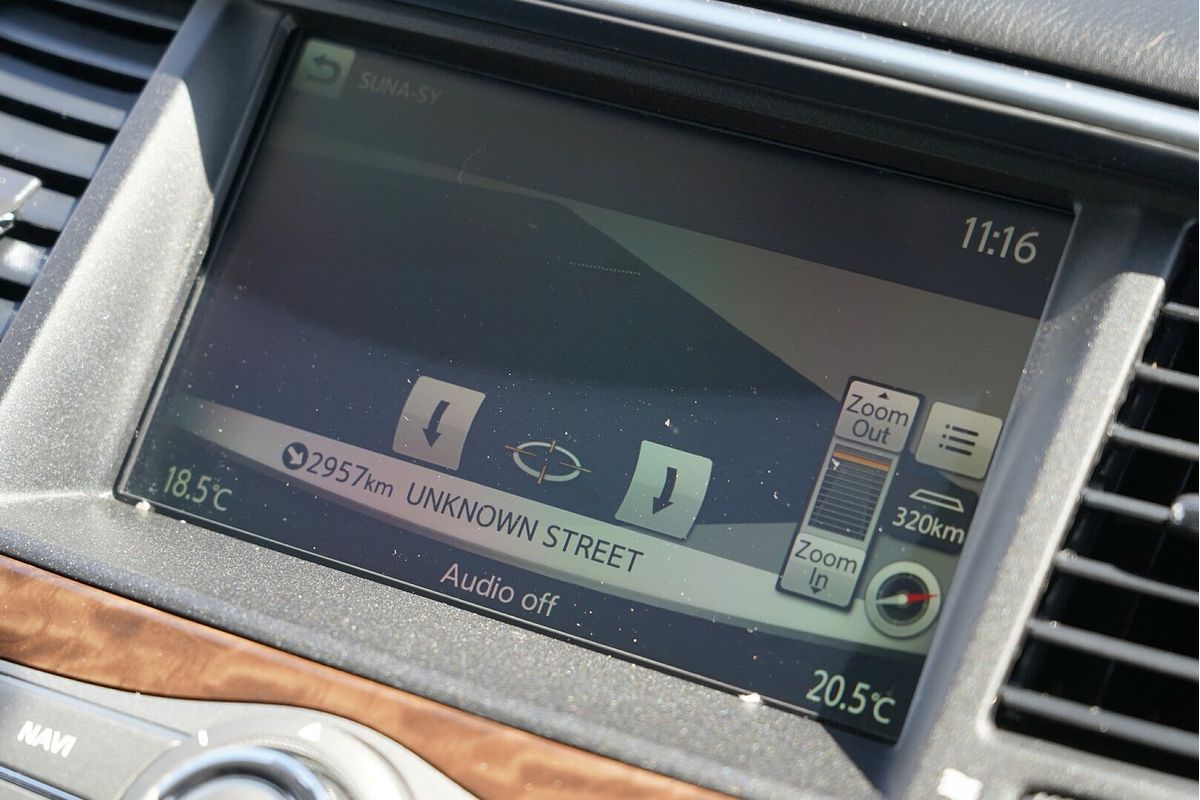 SUNA-SY
11:16
Zoom
Out
320km
Zoom
In
2957km UNKNOWN STREET
18.5°C
Audio off
20.5°C
NAVI